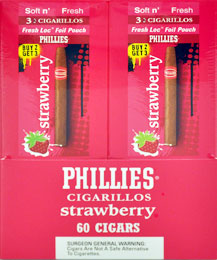 Soft n' Fresh
3-2 CIGARILLOS
Fresh Loc® Foil Pouch
PHILLIES®
BUY 2
GET 3
strawberry
Soft n' Fresh
3-2 CIGARILLOS
Fresh Loc® Foil Pouch
PHILLIES®
BUY 2
GET 3
strawberry
PHILLIES®
CIGARILLOS
strawberry
60 CIGARS
SURGEON GENERAL WARNING:
Cigars Are Not A Safe Alternative
To Cigarettes.